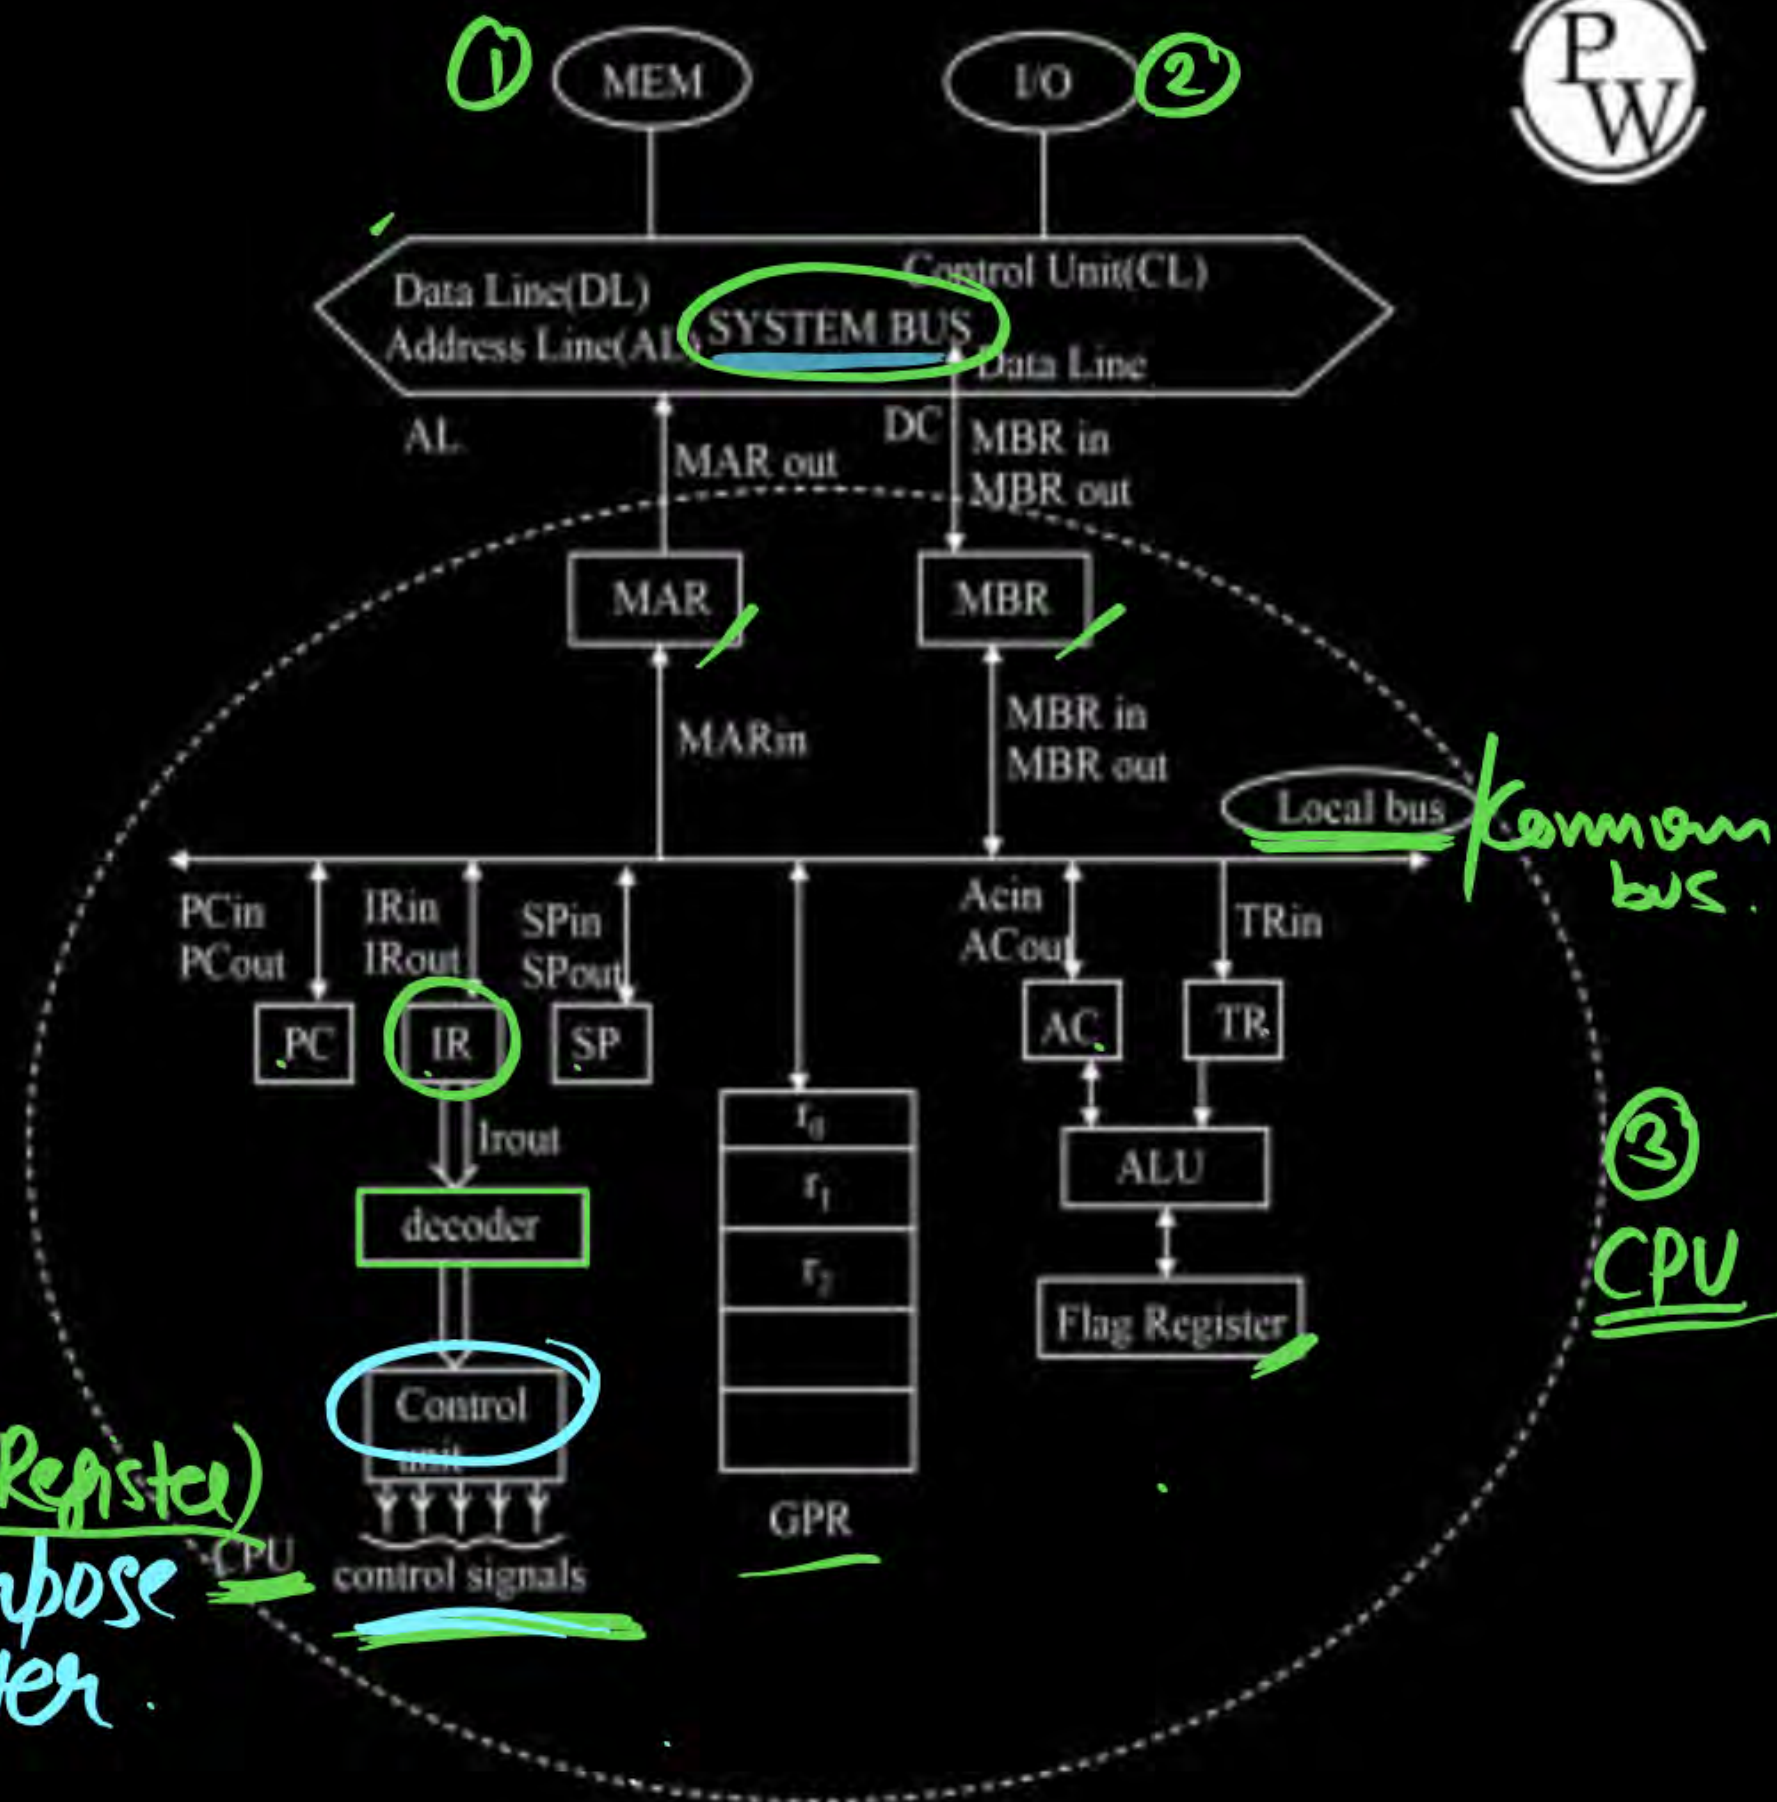 P
W
1
MEM
I/O
2
Data Line(DL)
Control Unit(CL)
SYSTEM BUS
Address Line(AL)
Data Line
AL
DC
MAR out
MBR in
MBR out
MAR
MBR
MARin
MBR in
MBR out
Local bus
Common
bus.
PCin
PCout
IRin
IRout
SPin
SPout
Acin
ACout
TRin
PC
IR
SP
AC
TR
Irout
r0
r1
r2
ALU
decoder
Flag Register
3
CPU
Control
unit
GPR
Register)
CPU
control signals